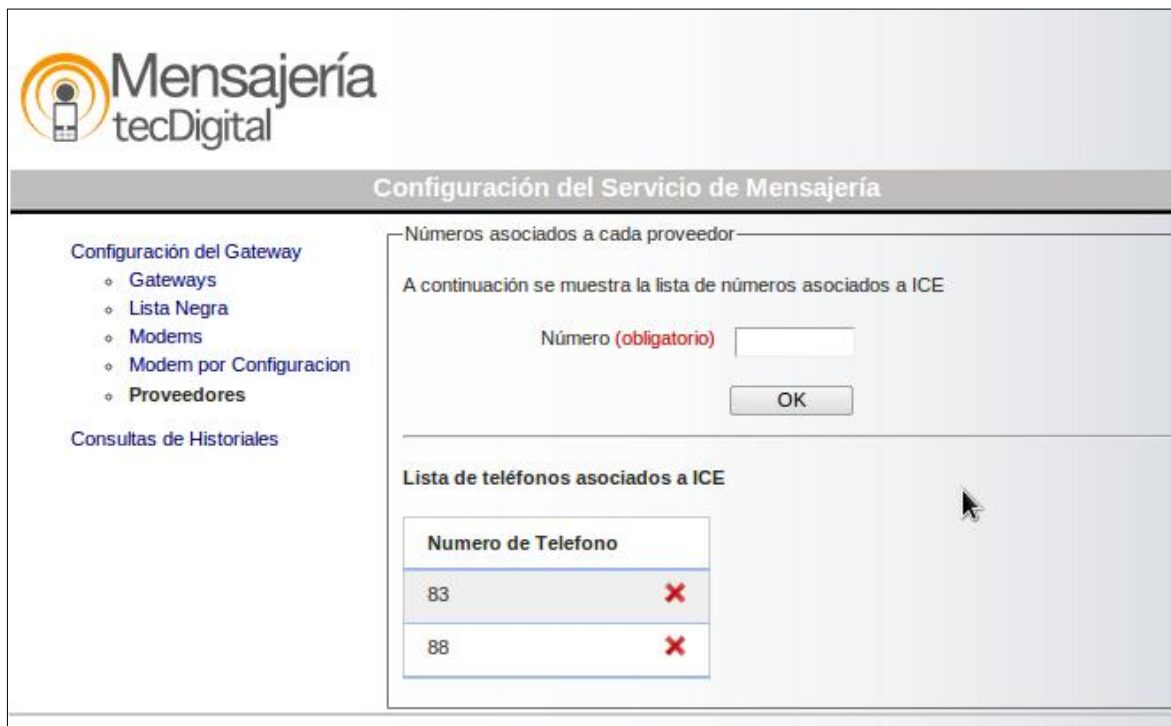 Mensajería
tecDigital
Configuración del Servicio de Mensajería
Configuración del Gateway
Gateways
Lista Negra
Modems
Modem por Configuracion
Proveedores
Consultas de Historiales
Números asociados a cada proveedor
A continuación se muestra la lista de números asociados a ICE
Número (obligatorio)
OK
Lista de teléfonos asociados a ICE
Numero de Telefono
83
88